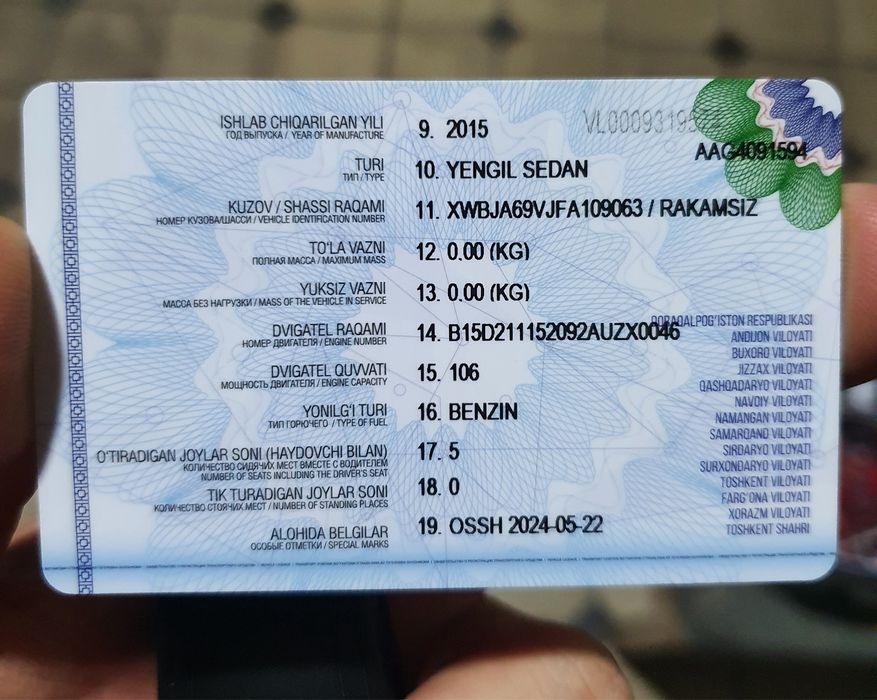 ISHLAB CHIQARILGAN YILI
ГОД ВЫПУСКА / YEAR OF MANUFACTURE
9. 2015
VL0009319
AAG4091594
TURI
ТИП / TYPE
10. YENGIL SEDAN
KUZOV / SHASSI RAQAMI
НОМЕР КУЗОВА/ШАССИ / VEHICLE IDENTIFICATION NUMBER
11. XWBJA69VJFA109063 / RAKAMSIZ
TO'LA VAZNI
ПОЛНАЯ МАССА / MAXIMUM MASS
12. 0.00 (KG)
YUKSIZ VAZNI
МАССА БЕЗ НАГРУЗКИ / MASS OF THE VEHICLE IN SERVICE
13. 0.00 (KG)
DVIGATEL RAQAMI
НОМЕР ДВИГАТЕЛЯ / ENGINE NUMBER
14. B15D211152092AUZX0046
DVIGATEL QUVVATI
МОЩНОСТЬ ДВИГАТЕЛЯ / ENGINE CAPACITY
15. 106
YONILG'I TURI
ТИП ГОРЮЧЕГО / TYPE OF FUEL
16. BENZIN
O'TIRADIGAN JOYLAR SONI (HAYDOVCHI BILAN)
КОЛИЧЕСТВО СИДЯЧИХ МЕСТ ВМЕСТЕ С ВОДИТЕЛЕМ
NUMBER OF SEATS INCLUDING THE DRIVER'S SEAT
17. 5
TIK TURADIGAN JOYLAR SONI
КОЛИЧЕСТВО СТОЯЧИХ МЕСТ / NUMBER OF STANDING PLACES
18. 0
ALOHIDA BELGILAR
ОСОБЫЕ ОТМЕТКИ / SPECIAL MARKS
19. OSSH 2024-05-22
QORAQALPOG'ISTON RESPUBLIKASI
ANDIJON VILOYATI
BUXORO VILOYATI
JIZZAX VILOYATI
QASHQADARYO VILOYATI
NAVOIY VILOYATI
NAMANGAN VILOYATI
SAMARQAND VILOYATI
SIRDARYO VILOYATI
SURXONDARYO VILOYATI
TOSHKENT VILOYATI
FARG'ONA VILOYATI
XORAZM VILOYATI
TOSHKENT SHAHRI